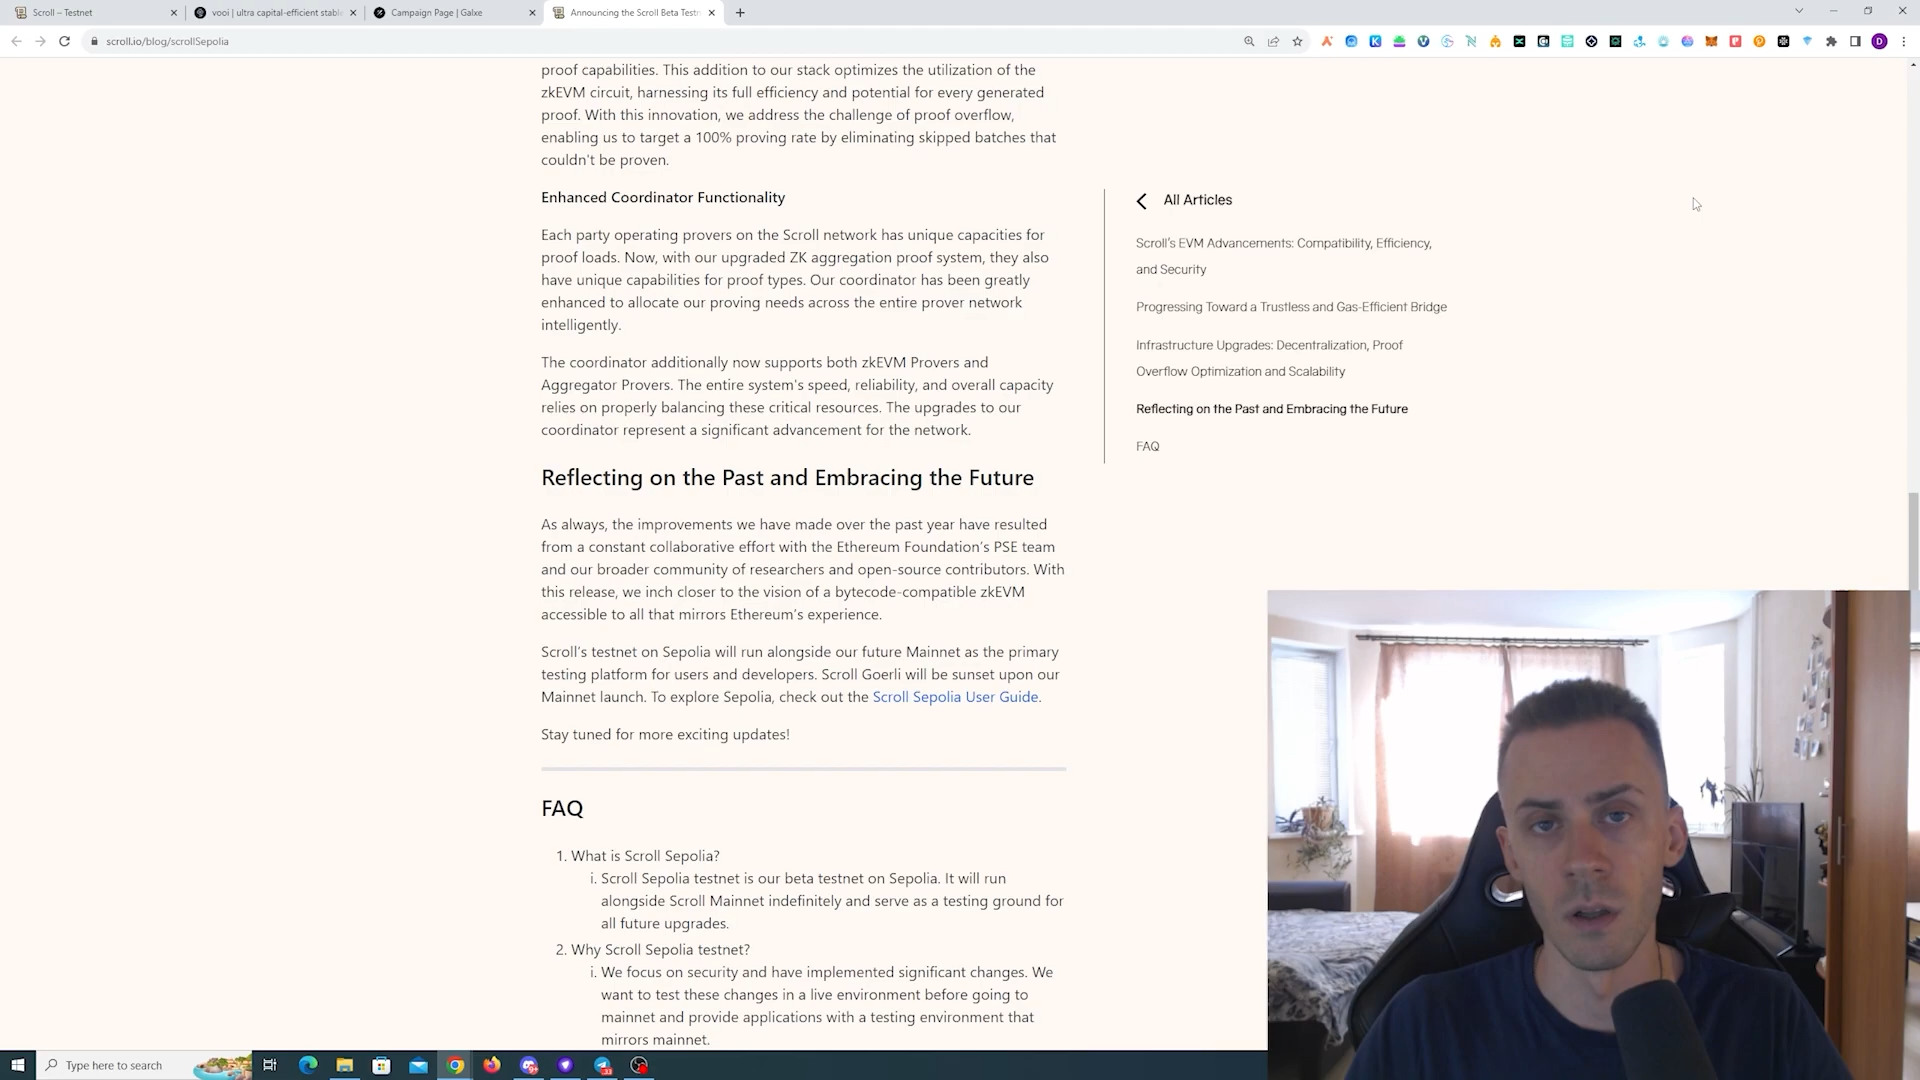 Scroll – Testnet
vooi | ultra capital-efficient stable
Campaign Page | Galxe
Announcing the Scroll Beta Testn
scroll.io/blog/scrollSepolia
proof capabilities. This addition to our stack optimizes the utilization of the
zkEVM circuit, harnessing its full efficiency and potential for every generated
proof. With this innovation, we address the challenge of proof overflow,
enabling us to target a 100% proving rate by eliminating skipped batches that
couldn't be proven.
Enhanced Coordinator Functionality
Each party operating provers on the Scroll network has unique capacities for
proof loads. Now, with our upgraded ZK aggregation proof system, they also
have unique capabilities for proof types. Our coordinator has been greatly
enhanced to allocate our proving needs across the entire prover network
intelligently.
The coordinator additionally now supports both zkEVM Provers and
Aggregator Provers. The entire system's speed, reliability, and overall capacity
relies on properly balancing these critical resources. The upgrades to our
coordinator represent a significant advancement for the network.
Reflecting on the Past and Embracing the Future
As always, the improvements we have made over the past year have resulted
from a constant collaborative effort with the Ethereum Foundation's PSE team
and our broader community of researchers and open-source contributors. With
this release, we inch closer to the vision of a bytecode-compatible zkEVM
accessible to all that mirrors Ethereum's experience.
Scroll's testnet on Sepolia will run alongside our future Mainnet as the primary
testing platform for users and developers. Scroll Goerli will be sunset upon our
Mainnet launch. To explore Sepolia, check out the Scroll Sepolia User Guide.
Stay tuned for more exciting updates!
FAQ
1. What is Scroll Sepolia?
i. Scroll Sepolia testnet is our beta testnet on Sepolia. It will run
alongside Scroll Mainnet indefinitely and serve as a testing ground for
all future upgrades.
2. Why Scroll Sepolia testnet?
i. We focus on security and have implemented significant changes. We
want to test these changes in a live environment before going to
mainnet and provide applications with a testing environment that
mirrors mainnet.
All Articles
Scroll's EVM Advancements: Compatibility, Efficiency,
and Security
Progressing Toward a Trustless and Gas-Efficient Bridge
Infrastructure Upgrades: Decentralization, Proof
Overflow Optimization and Scalability
Reflecting on the Past and Embracing the Future
FAQ
Type here to search